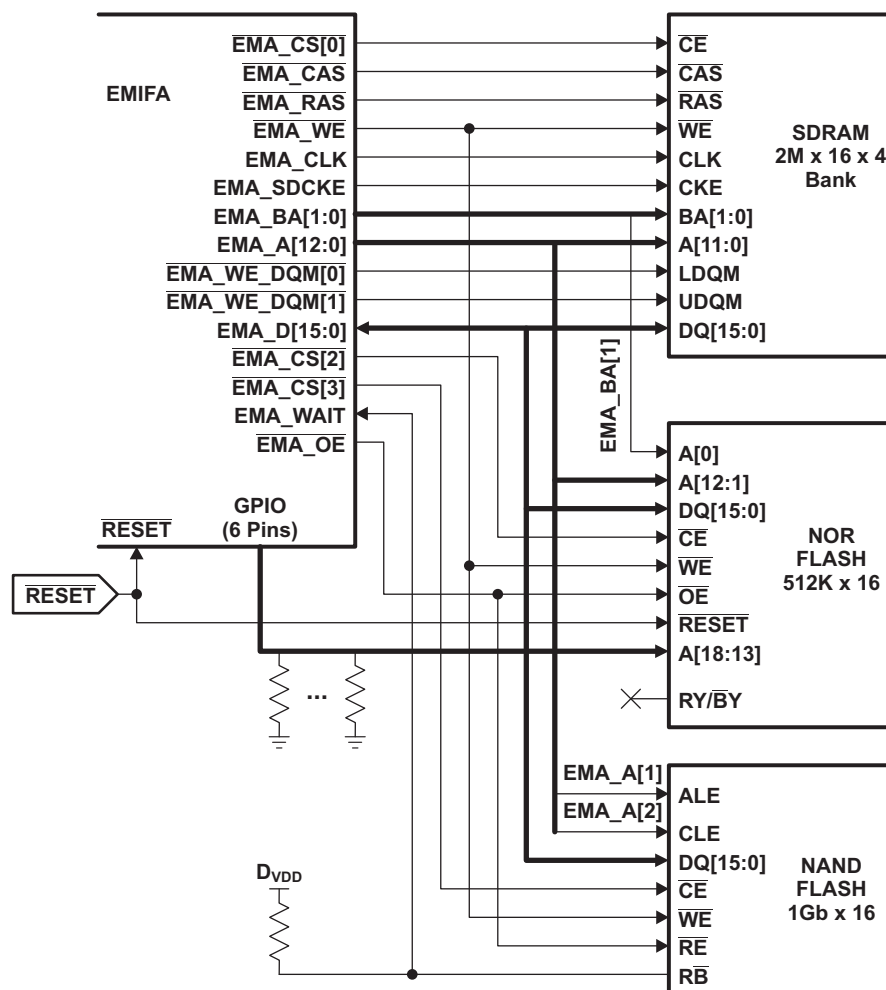 EMIFA
EMA_CS[0]
EMA_CAS
EMA_RAS
EMA_WE
EMA_CLK
EMA_SDCKE
EMA_BA[1:0]
EMA_A[12:0]
EMA_WE_DQM[0]
EMA_WE_DQM[1]
EMA_D[15:0]
EMA_CS[2]
EMA_CS[3]
EMA_WAIT
EMA_OE
GPIO
(6 Pins)
RESET
RESET
CE
CAS
RAS
WE
CLK
CKE
BA[1:0]
A[11:0]
LDQM
UDQM
DQ[15:0]
SDRAM
2M x 16 x 4
Bank
EMA_BA[1]
A[0]
A[12:1]
DQ[15:0]
CE
WE
OE
RESET
A[18:13]
RY/BY
NOR
FLASH
512K x 16
...
EMA_A[1]
EMA_A[2]
ALE
CLE
DQ[15:0]
CE
WE
RE
RB
NAND
FLASH
1Gb x 16
DVDD